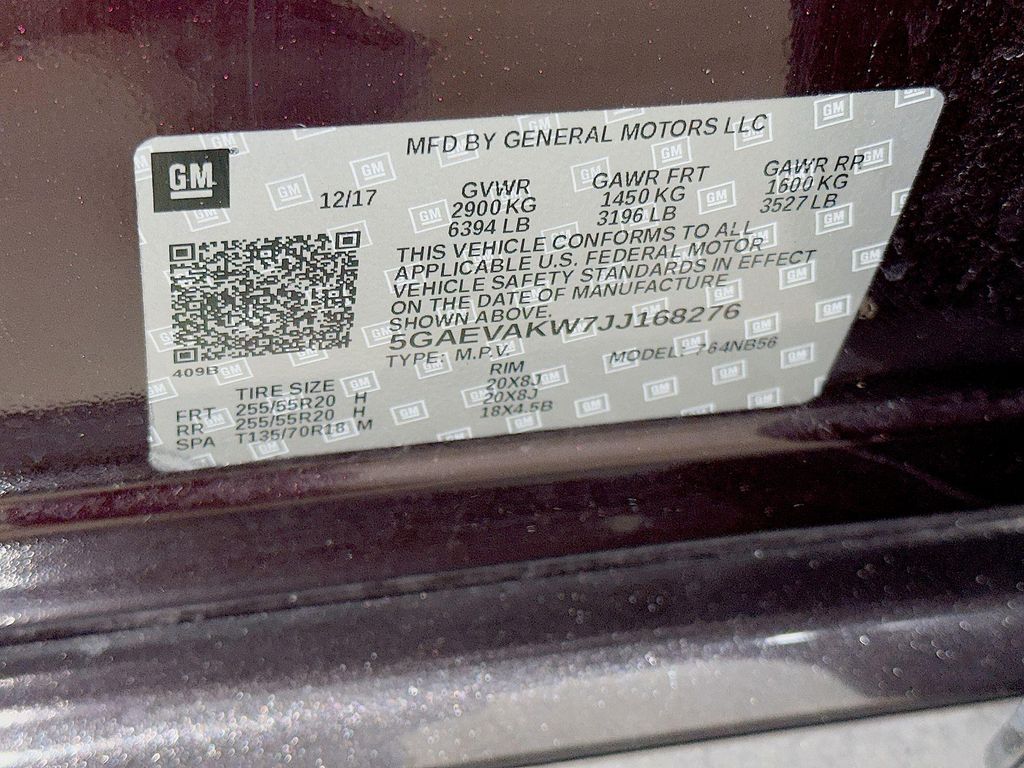 MFD BY GENERAL MOTORS LLC
GM
12/17
GVWR
2900 KG
6394 LB
GAWR FRT
1450 KG
3196 LB
GAWR RR
1600 KG
3527 LB
THIS VEHICLE CONFORMS TO ALL
APPLICABLE U.S. FEDERAL MOTOR
VEHICLE SAFETY STANDARDS IN EFFECT
ON THE DATE OF MANUFACTURE
SHOWN ABOVE.
5GAEVAKW7JJ168276
TYPE: M.P.V. MODEL: 764NB56
409B
TIRE SIZE RIM
FRT 255/55R20 H 20X8J
RR 255/55R20 H 20X8J
SPA T135/70R18 M 18X4.5B